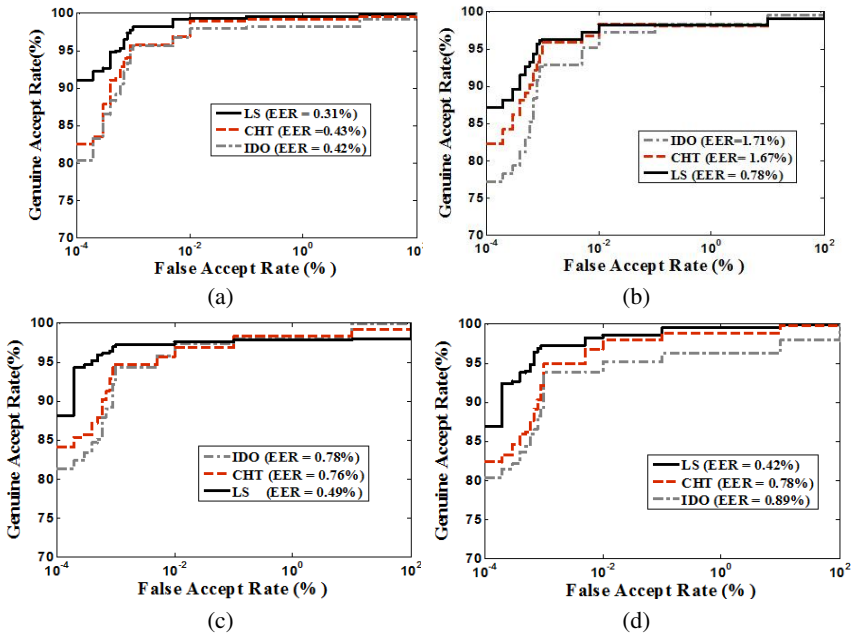 100
95
90
85
80
75
70
Genuine Accept Rate(%)
LS (EER = 0.31%)
CHT (EER =0.43%)
IDO (EER = 0.42%)
10^-4 10^-2 10^0 10^
False Accept Rate (% )
(a)
100
95
90
85
80
75
70
Genuine Accept Rate(%)
IDO (EER=1.71%)
CHT (EER= 1.67%)
LS (EER = 0.78%)
10^-4 10^-2 10^0 10^2
False Accept Rate (% )
(b)
100
95
90
85
80
75
70
Genuine Accept Rate(%)
IDO (EER = 0.78%)
CHT (EER = 0.76%)
LS (EER = 0.49%)
10^-4 10^-2 10^0 10^2
False Accept Rate (% )
(c)
100
95
90
85
80
75
70
Genuine Accept Rate(%)
LS (EER = 0.42%)
CHT (EER = 0.78%)
IDO (EER = 0.89%)
10^-4 10^-2 10^0 10^2
False Accept Rate (% )
(d)